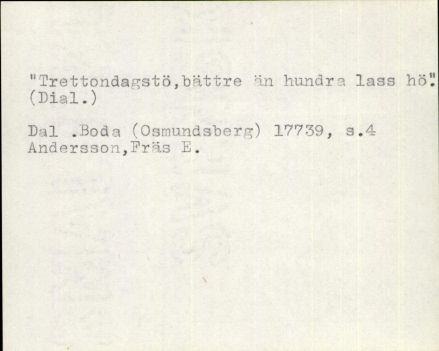 "Trettondagstö,bättre än hundra lass hö".
(Dial.)
Dal .Boda (Osmundsberg) 17739, s.4
Andersson,Fräs E.